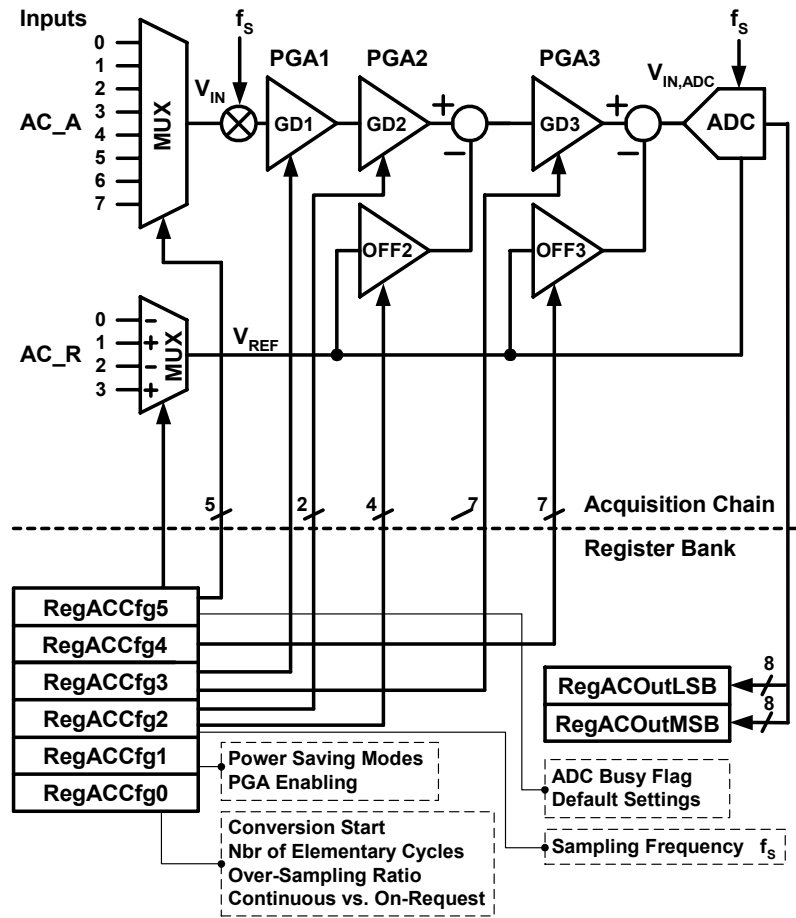 Inputs
f_S
f_S
PGA1
PGA2
PGA3
V_IN,ADC
V_IN
AC_A
0
1
2
3
4
5
6
7
MUX
GD1
GD2
+
−
GD3
+
−
ADC
OFF2
OFF3
AC_R
0 −
1 +
2 −
3 +
MUX
V_REF
5
2
4
7
7
Acquisition Chain
Register Bank
RegACCfg5
RegACCfg4
RegACCfg3
RegACCfg2
RegACCfg1
RegACCfg0
8
RegACOutLSB
8
RegACOutMSB
Power Saving Modes
PGA Enabling
ADC Busy Flag
Default Settings
Conversion Start
Nbr of Elementary Cycles
Over-Sampling Ratio
Continuous vs. On-Request
Sampling Frequency f_S